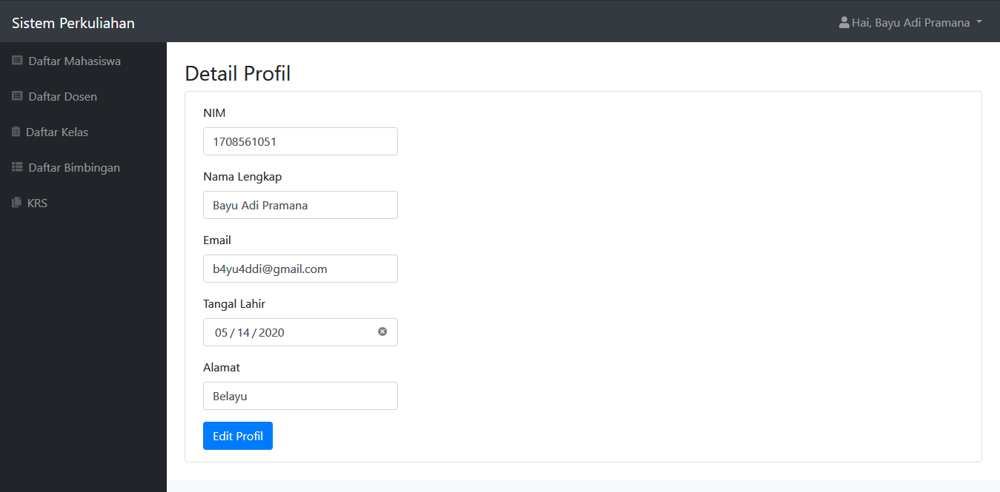 Sistem Perkuliahan
Hai, Bayu Adi Pramana
Daftar Mahasiswa
Daftar Dosen
Daftar Kelas
Daftar Bimbingan
KRS
Detail Profil
NIM
1708561051
Nama Lengkap
Bayu Adi Pramana
Email
b4yu4ddi@gmail.com
Tangal Lahir
05 / 14 / 2020
Alamat
Belayu
Edit Profil